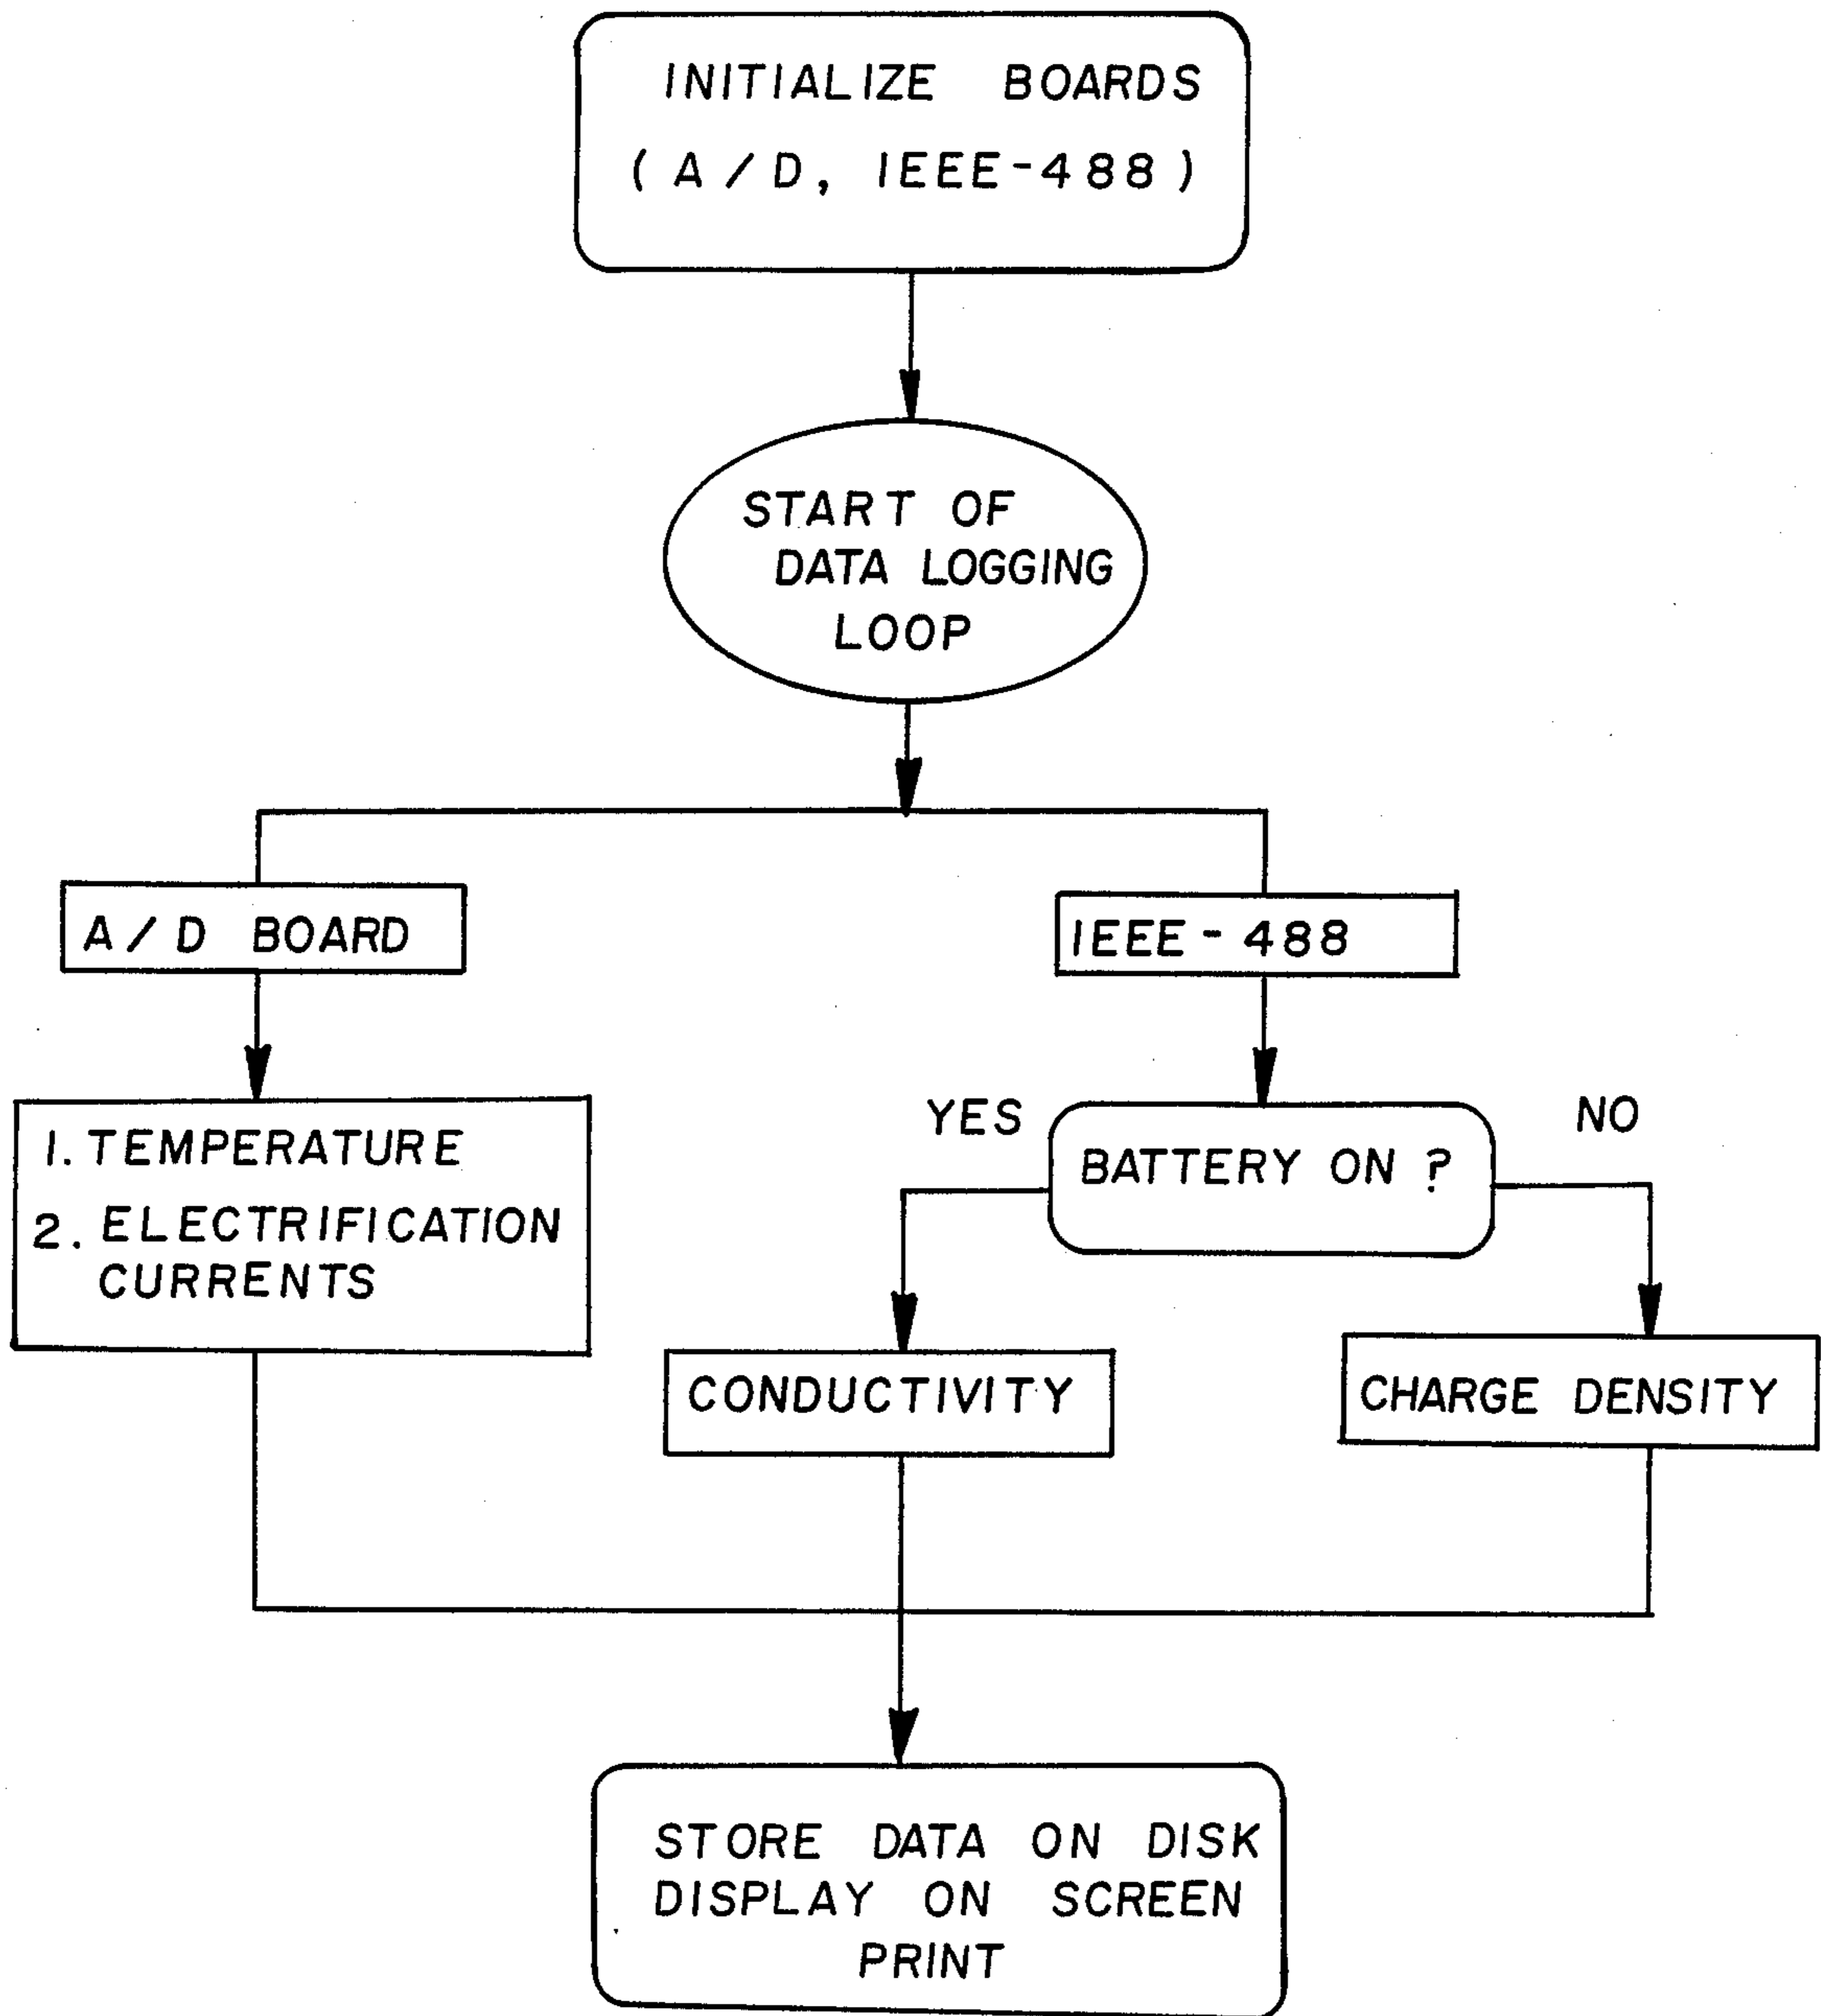 INITIALIZE BOARDS
( A / D, IEEE-488 )
START OF
DATA LOGGING
LOOP
A / D BOARD
IEEE - 488
1. TEMPERATURE
2. ELECTRIFICATION
CURRENTS
YES
BATTERY ON ?
NO
CONDUCTIVITY
CHARGE DENSITY
STORE DATA ON DISK
DISPLAY ON SCREEN
PRINT